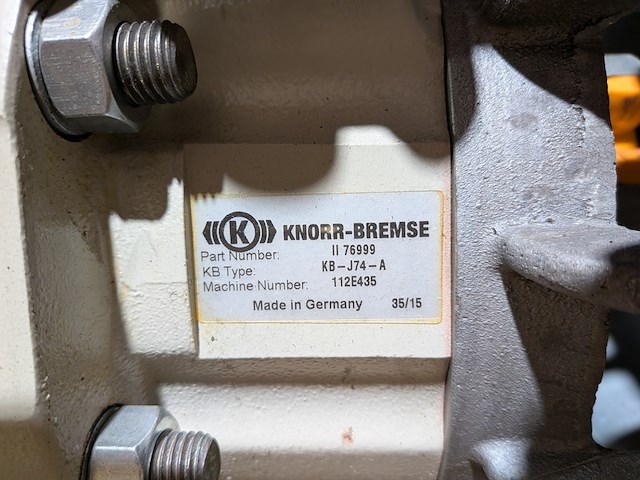 K KNORR-BREMSE
Part Number: II 76999
KB Type: KB-J74-A
Machine Number: 112E435
Made in Germany 35/15